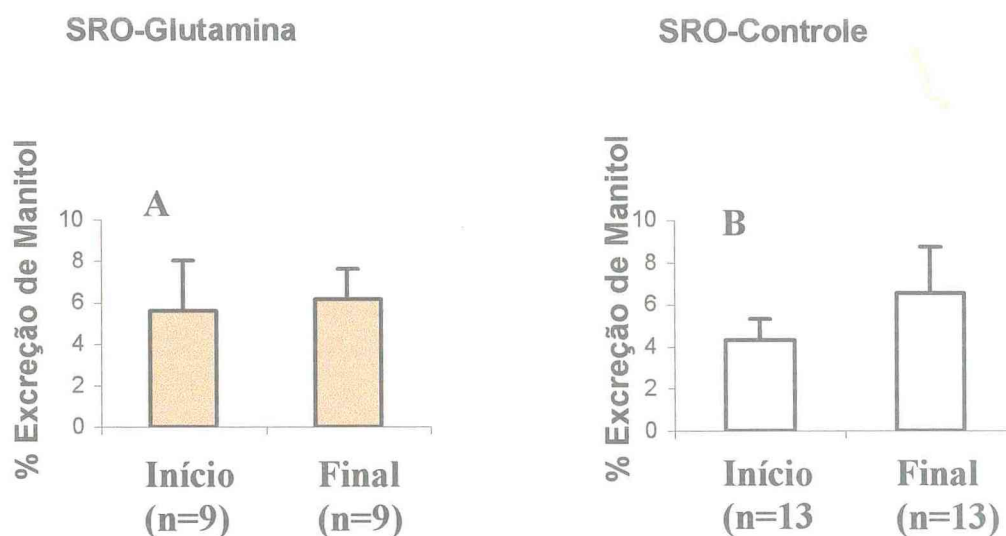 SRO-Glutamina
SRO-Controle
% Excreção de Manitol
A
10
8
6
4
2
0
Início
(n=9)
Final
(n=9)
% Excreção de Manitol
B
10
8
6
4
2
0
Início
(n=13
Final
(n=13)